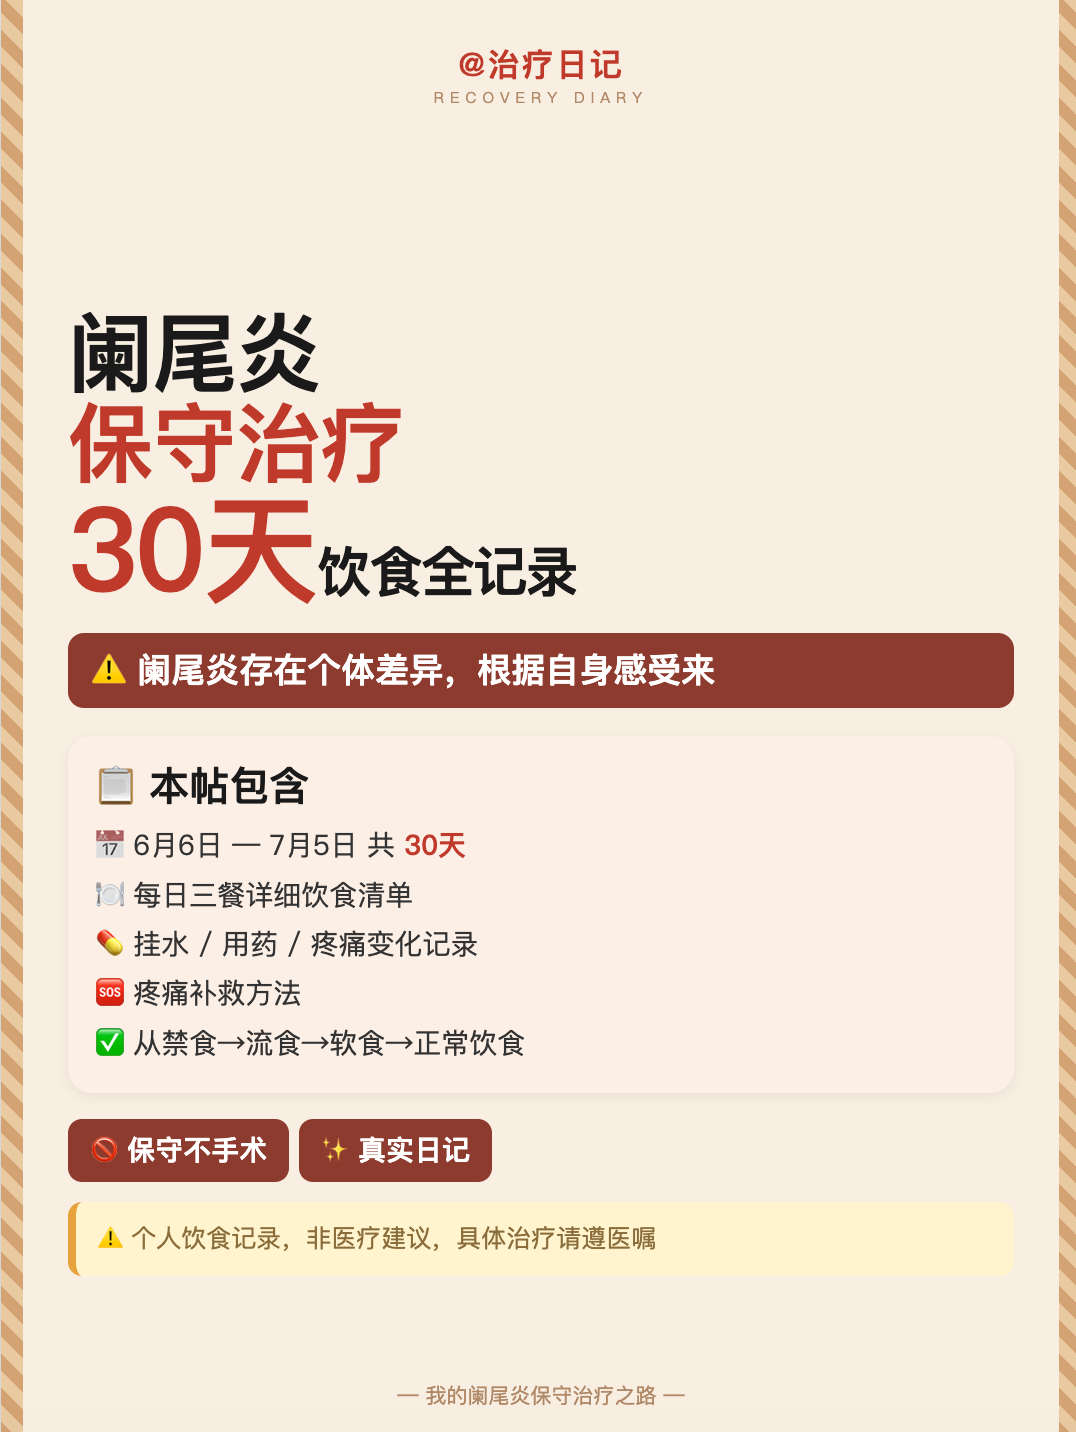 @治疗日记
RECOVERY DIARY
阑尾炎
保守治疗
30天饮食全记录
⚠️ 阑尾炎存在个体差异，根据自身感受来
📋 本帖包含
📅 6月6日 — 7月5日 共 30天
🍽️ 每日三餐详细饮食清单
💊 挂水 / 用药 / 疼痛变化记录
🆘 疼痛补救方法
✅ 从禁食→流食→软食→正常饮食
🚫 保守不手术
✨ 真实日记
⚠️ 个人饮食记录，非医疗建议，具体治疗请遵医嘱
— 我的阑尾炎保守治疗之路 —